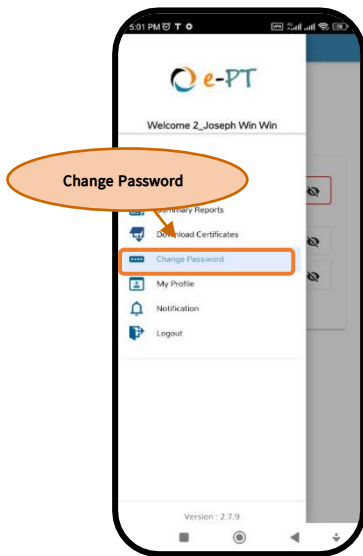 5:01 PM
e-PT
Welcome 2_Joseph Win Win
Change Password
Summary Reports
Download Certificates
Change Password
My Profile
Notification
Logout
Version : 2.7.9